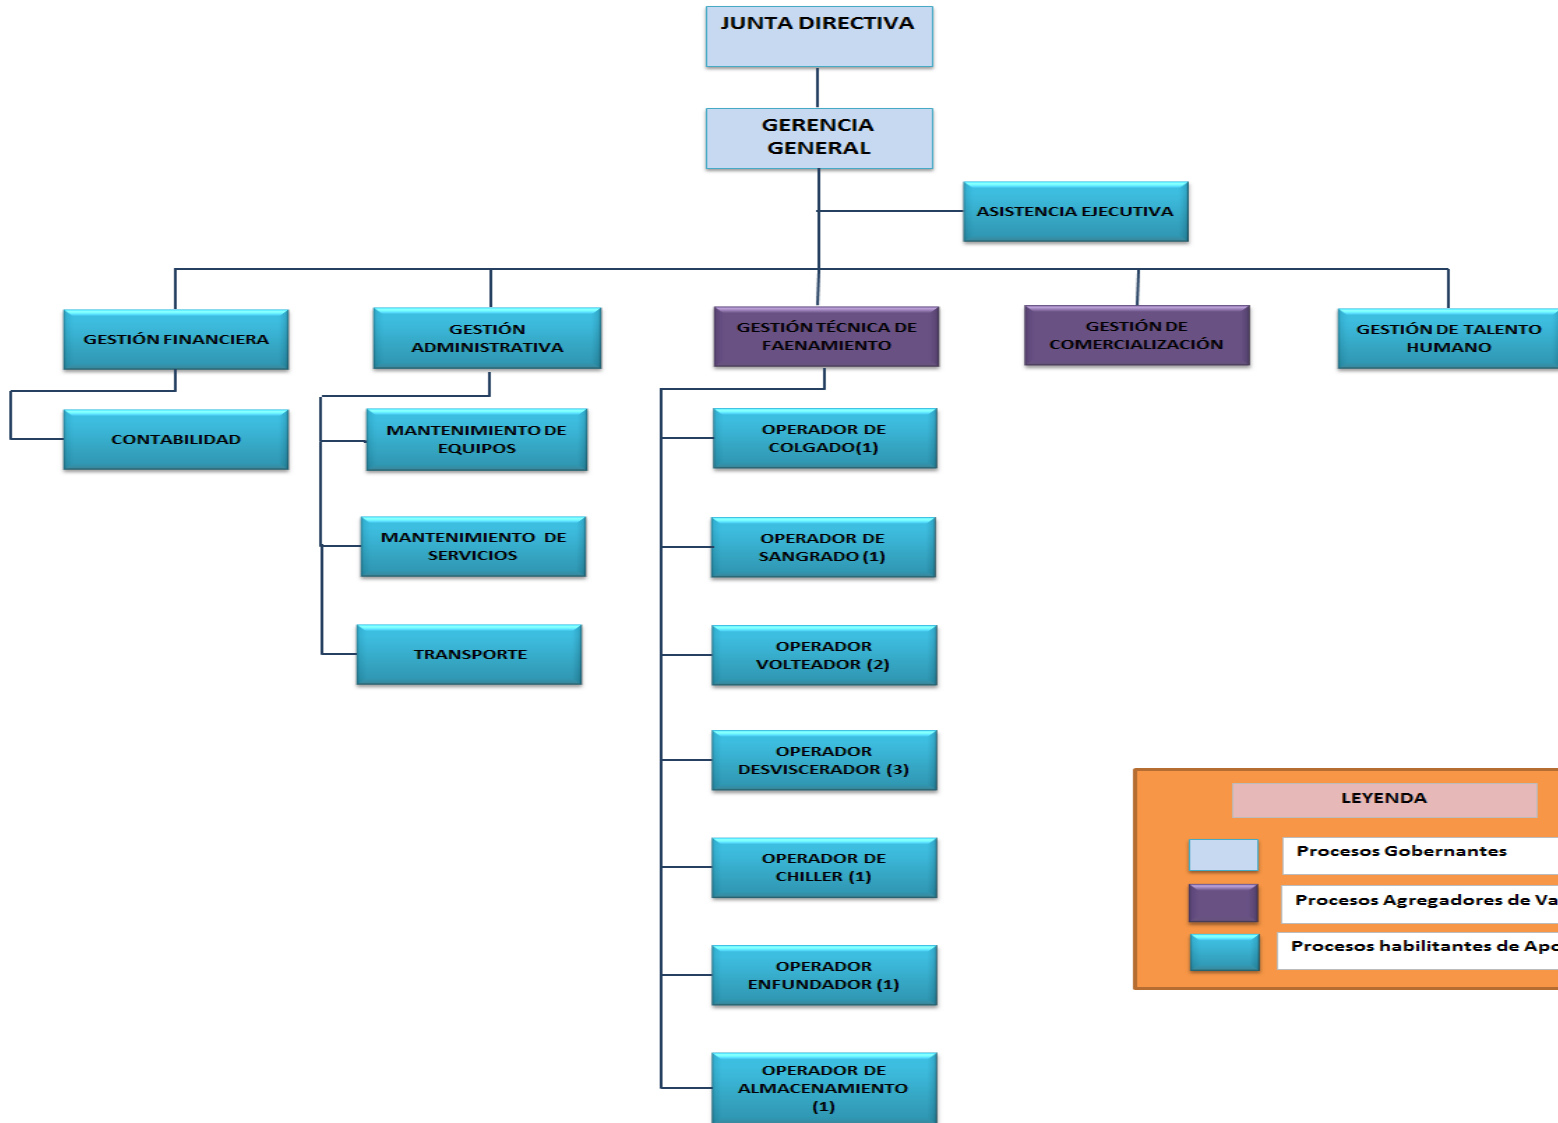 JUNTA DIRECTIVA
GERENCIA
GENERAL
ASISTENCIA EJECUTIVA
GESTIÓN FINANCIERA
GESTIÓN
ADMINISTRATIVA
GESTIÓN TÉCNICA DE
FAENAMIENTO
GESTIÓN DE
COMERCIALIZACIÓN
GESTIÓN DE TALENTO
HUMANO
CONTABILIDAD
MANTENIMIENTO DE
EQUIPOS
MANTENIMIENTO DE
SERVICIOS
TRANSPORTE
OPERADOR DE
COLGADO(1)
OPERADOR DE
SANGRADO (1)
OPERADOR
VOLTEADOR (2)
OPERADOR
DESVISCERADOR (3)
OPERADOR DE
CHILLER (1)
OPERADOR
ENFUNDADOR (1)
OPERADOR DE
ALMACENAMIENTO
(1)
LEYENDA
Procesos Gobernantes
Procesos Agregadores de Va
Procesos habilitantes de Apo